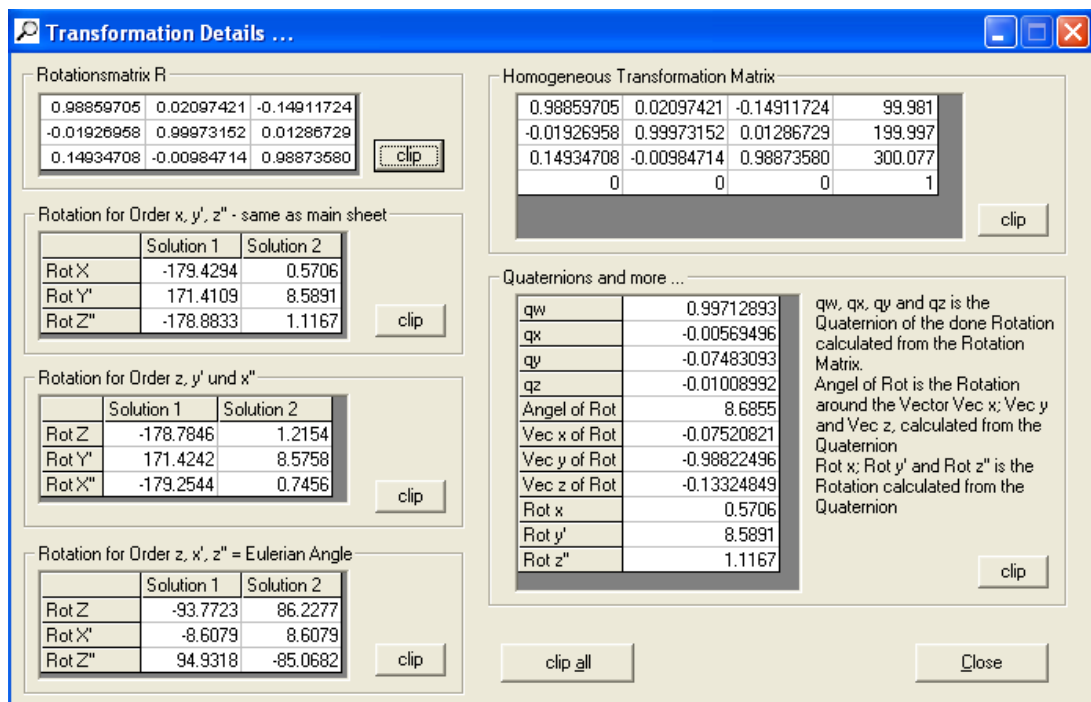 Transformation Details ...
Rotationsmatrix R
0.98859705 0.02097421 -0.14911724
-0.01926958 0.99973152 0.01286729
0.14934708 -0.00984714 0.98873580
clip
Rotation for Order x, y', z'' - same as main sheet
Solution 1 Solution 2
Rot X -179.4294 0.5706
Rot Y' 171.4109 8.5891
Rot Z'' -178.8833 1.1167
clip
Rotation for Order z, y' und x''
Solution 1 Solution 2
Rot Z -178.7846 1.2154
Rot Y' 171.4242 8.5758
Rot X'' -179.2544 0.7456
clip
Rotation for Order z, x', z'' = Eulerian Angle
Solution 1 Solution 2
Rot Z -93.7723 86.2277
Rot X' -8.6079 8.6079
Rot Z'' 94.9318 -85.0682
clip
Homogeneous Transformation Matrix
0.98859705 0.02097421 -0.14911724 99.981
-0.01926958 0.99973152 0.01286729 199.997
0.14934708 -0.00984714 0.98873580 300.077
0 0 0 1
clip
Quaternions and more ...
qw 0.99712893
qx -0.00569496
qy -0.07483093
qz -0.01008992
Angel of Rot 8.6855
Vec x of Rot -0.07520821
Vec y of Rot -0.98822496
Vec z of Rot -0.13324849
Rot x 0.5706
Rot y' 8.5891
Rot z'' 1.1167
qw, qx, qy and qz is the
Quaternion of the done Rotation
calculated from the Rotation
Matrix.
Angel of Rot is the Rotation
around the Vector Vec x; Vec y
and Vec z, calculated from the
Quaternion
Rot x; Rot y' and Rot z'' is the
Rotation calculated from the
Quaternion
clip
clip all
Close